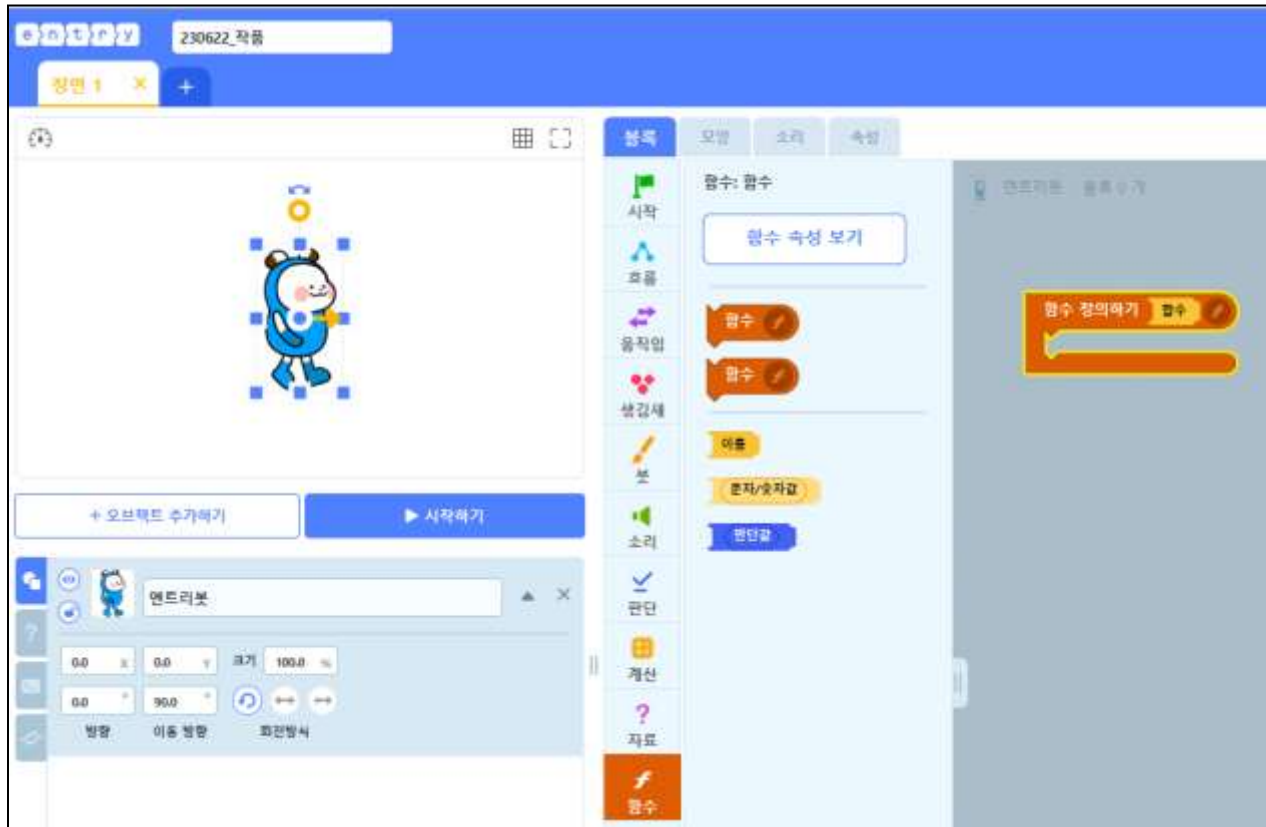 entry
230622_작품
장면 1 × +
블록 모양 소리 속성
함수: 함수
함수 속성 보기
시작
흐름
움직임
생김새
붓
소리
판단
계산
자료
함수
함수
함수
이름
문자/숫자값
판단값
엔트리봇
함수 정의하기 함수
+ 오브젝트 추가하기
▶ 시작하기
엔트리봇
0.0 X 0.0 Y 크기 100.0 %
0.0 ° 90.0 °
방향 이동 방향 회전방식